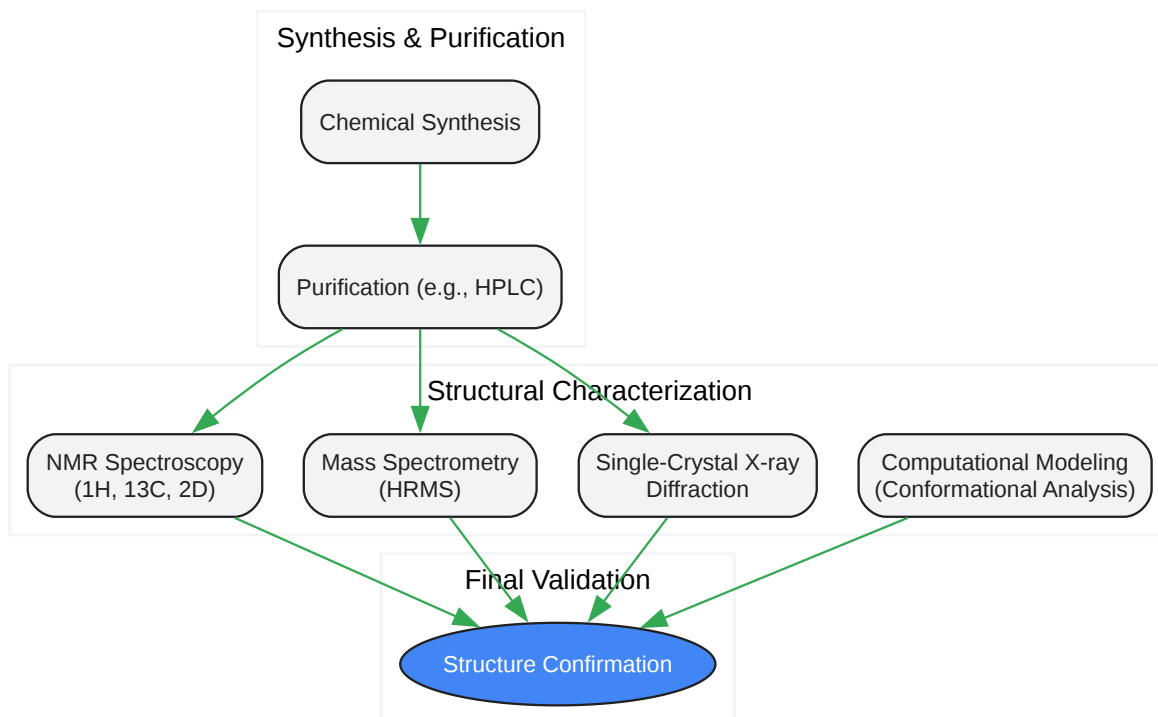 Synthesis & Purification
Chemical Synthesis
Purification (e.g., HPLC)
Structural Characterization
NMR Spectroscopy
(1H, 13C, 2D)
Mass Spectrometry
(HRMS)
Single-Crystal X-ray
Diffraction
Computational Modeling
(Conformational Analysis)
Final Validation
Structure Confirmation